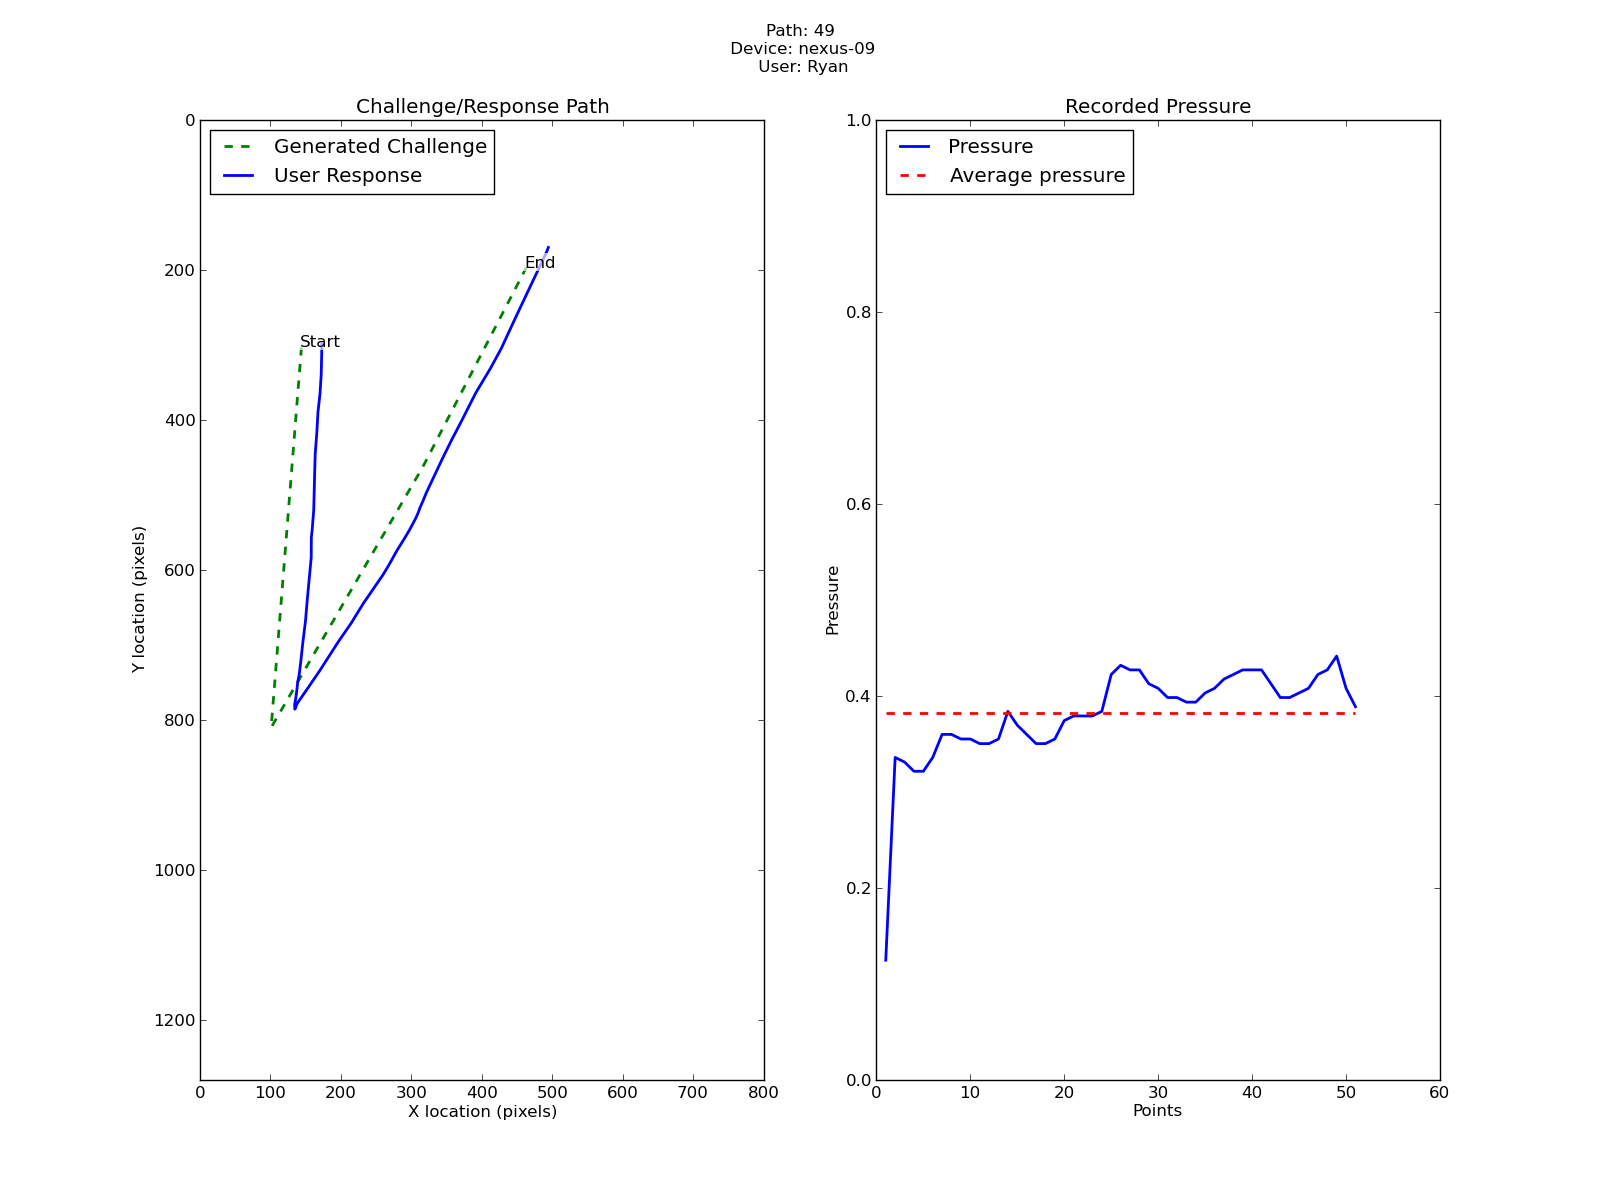 Path: 49
Device: nexus-09
User: Ryan
Challenge/Response Path
Generated Challenge
User Response
Start
End
0
200
400
600
800
1000
1200
Y location (pixels)
0 100 200 300 400 500 600 700 800
X location (pixels)
Recorded Pressure
Pressure
Average pressure
1.0
0.8
0.6
0.4
0.2
0.0
Pressure
0 10 20 30 40 50 60
Points